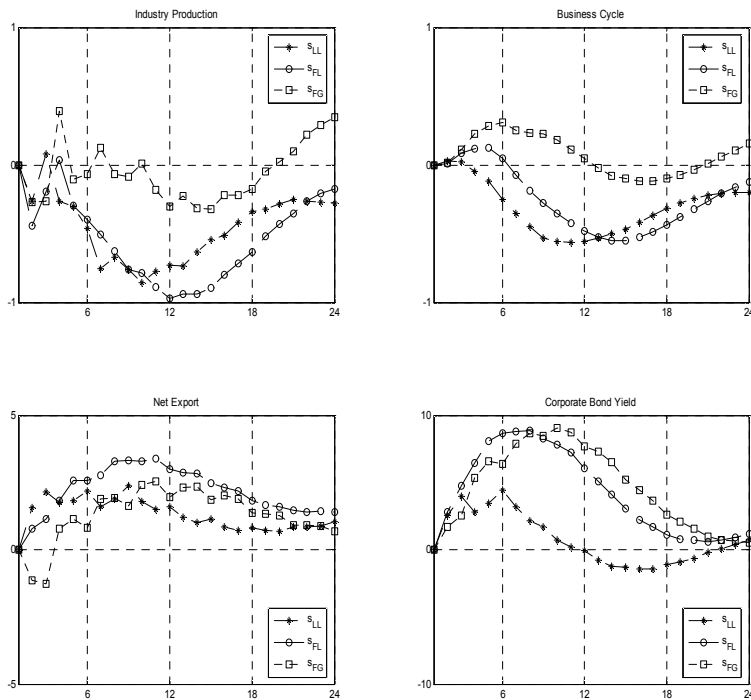 Industry Production
1
0
-1
6
12
18
24
s_LL
s_FL
s_FG
Business Cycle
1
0
-1
6
12
18
24
s_LL
s_FL
s_FG
Net Export
5
0
-5
6
12
18
24
s_LL
s_FL
s_FG
Corporate Bond Yield
10
0
-10
6
12
18
24
s_LL
s_FL
s_FG